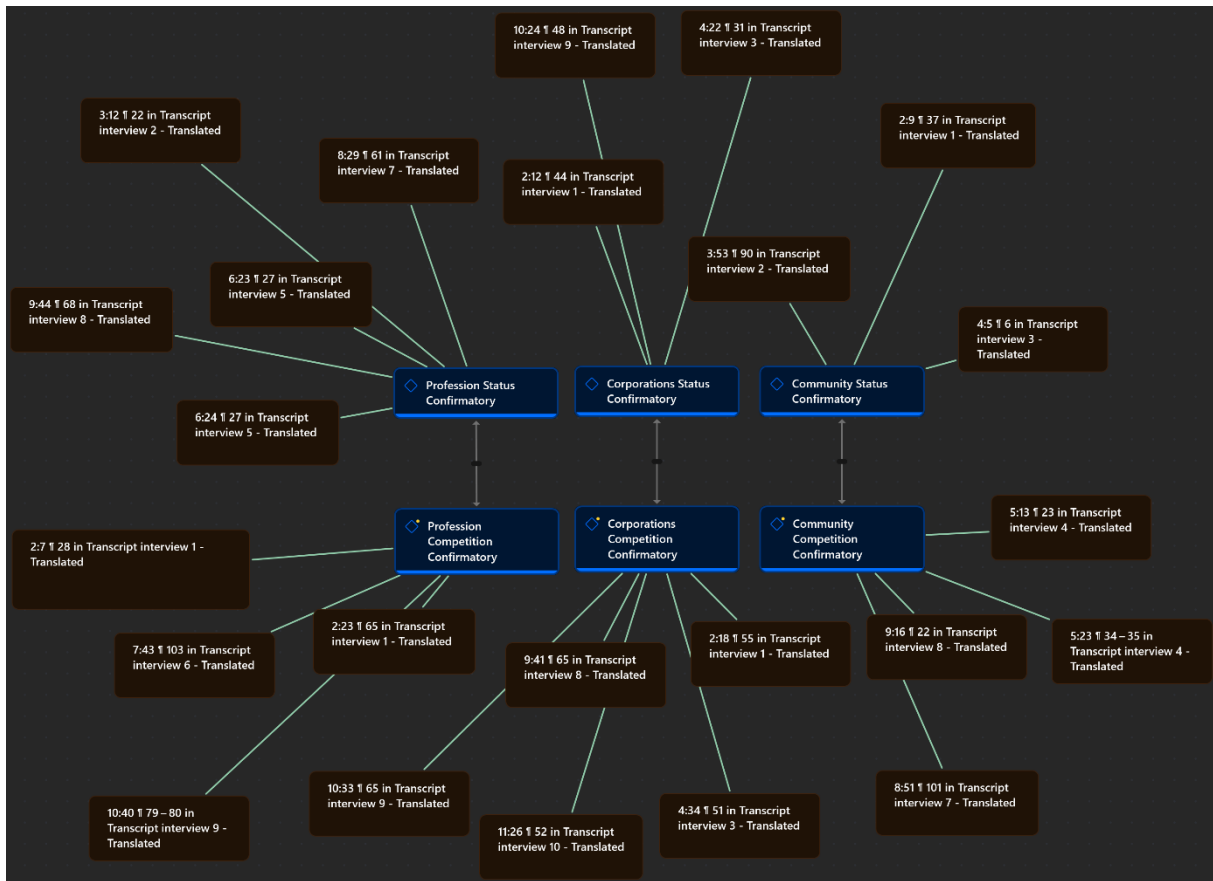 10:24 ¶ 48 in Transcript
interview 9 - Translated
4:22 ¶ 31 in Transcript
interview 3 - Translated
3:12 ¶ 22 in Transcript
interview 2 - Translated
2:9 ¶ 37 in Transcript
interview 1 - Translated
8:29 ¶ 61 in Transcript
interview 7 - Translated
2:12 ¶ 44 in Transcript
interview 1 - Translated
3:53 ¶ 90 in Transcript
interview 2 - Translated
6:23 ¶ 27 in Transcript
interview 5 - Translated
9:44 ¶ 68 in Transcript
interview 8 - Translated
4:5 ¶ 6 in Transcript
interview 3 -
Translated
Profession Status
Confirmatory
Corporations Status
Confirmatory
Community Status
Confirmatory
6:24 ¶ 27 in Transcript
interview 5 - Translated
5:13 ¶ 23 in Transcript
interview 4 - Translated
Profession
Competition
Confirmatory
Corporations
Competition
Confirmatory
Community
Competition
Confirmatory
2:7 ¶ 28 in Transcript interview 1 -
Translated
2:23 ¶ 65 in Transcript
interview 1 - Translated
7:43 ¶ 103 in Transcript
interview 6 - Translated
9:41 ¶ 65 in Transcript
interview 8 - Translated
2:18 ¶ 55 in Transcript
interview 1 - Translated
9:16 ¶ 22 in Transcript
interview 8 - Translated
5:23 ¶ 34 – 35 in
Transcript interview 4 -
Translated
10:33 ¶ 65 in Transcript
interview 9 - Translated
8:51 ¶ 101 in Transcript
interview 7 - Translated
10:40 ¶ 79 – 80 in
Transcript interview 9 -
Translated
11:26 ¶ 52 in Transcript
interview 10 - Translated
4:34 ¶ 51 in Transcript
interview 3 - Translated